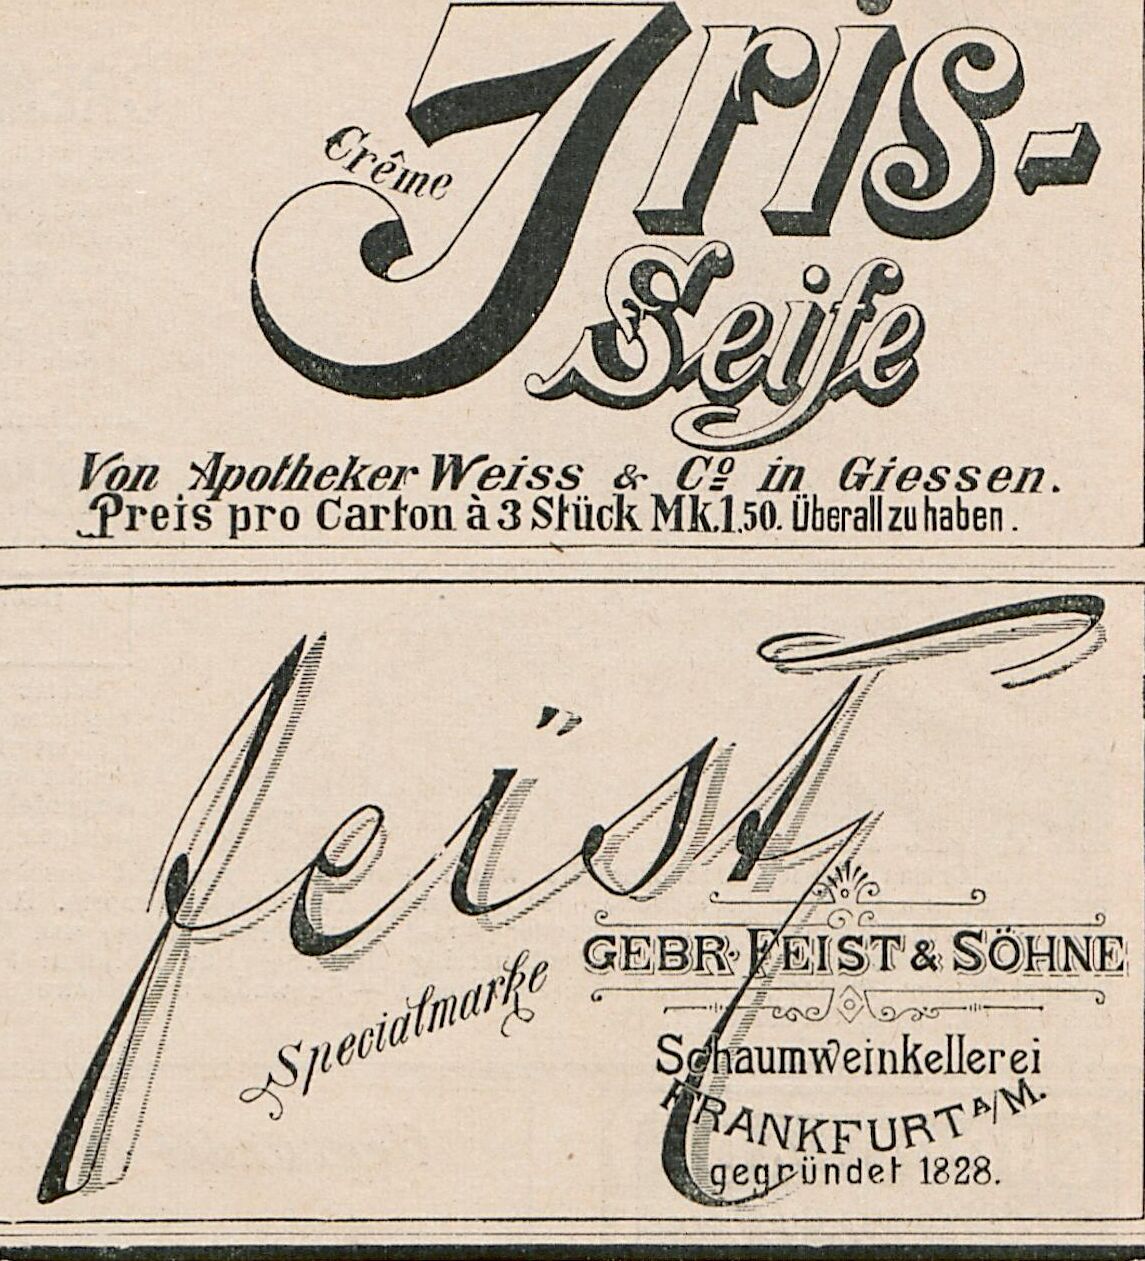 Crême
Iris-
Seife
Von Apotheker Weiss & Co in Giessen.
Preis pro Carton à 3 Stück Mk.1.50. Überall zu haben.
feist
Specialmarke
GEBR. FEIST & SÖHNE
Schaumweinkellerei
FRANKFURT A/M.
gegründet 1828.